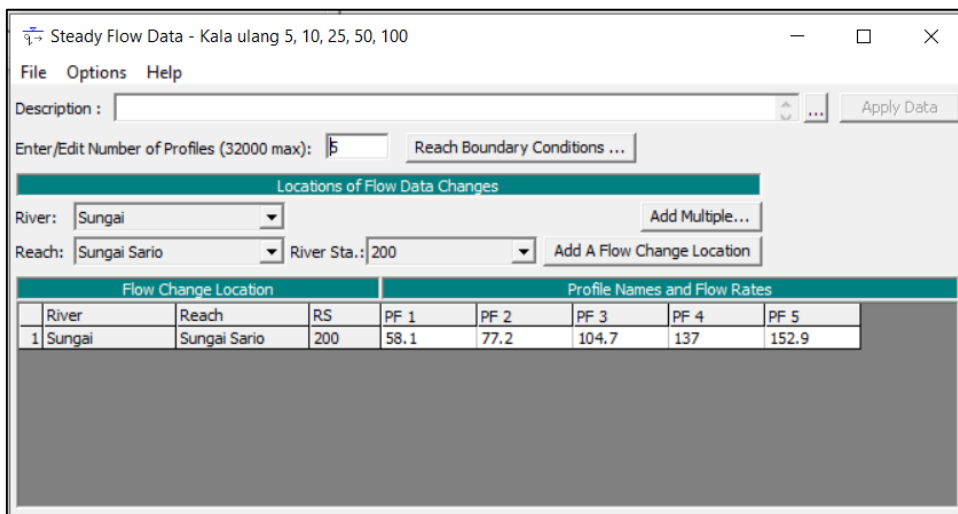 Steady Flow Data - Kala ulang 5, 10, 25, 50, 100
File Options Help
Description :
... Apply Data
Enter/Edit Number of Profiles (32000 max): 5 Reach Boundary Conditions ...
Locations of Flow Data Changes
River: Sungai Add Multiple...
Reach: Sungai Sario River Sta.: 200 Add A Flow Change Location
Flow Change Location Profile Names and Flow Rates
River Reach RS PF 1 PF 2 PF 3 PF 4 PF 5
1 Sungai Sungai Sario 200 58.1 77.2 104.7 137 152.9